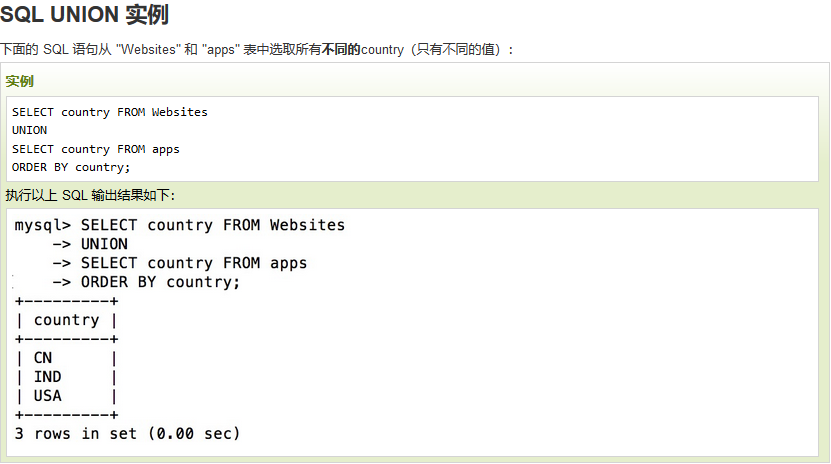 SQL UNION 实例
下面的 SQL 语句从 "Websites" 和 "apps" 表中选取所有不同的country（只有不同的值）：
实例
SELECT country FROM Websites
UNION
SELECT country FROM apps
ORDER BY country;
执行以上 SQL 输出结果如下：
mysql> SELECT country FROM Websites
    -> UNION
    -> SELECT country FROM apps
    -> ORDER BY country;
+---------+
| country |
+---------+
| CN      |
| IND     |
| USA     |
+---------+
3 rows in set (0.00 sec)